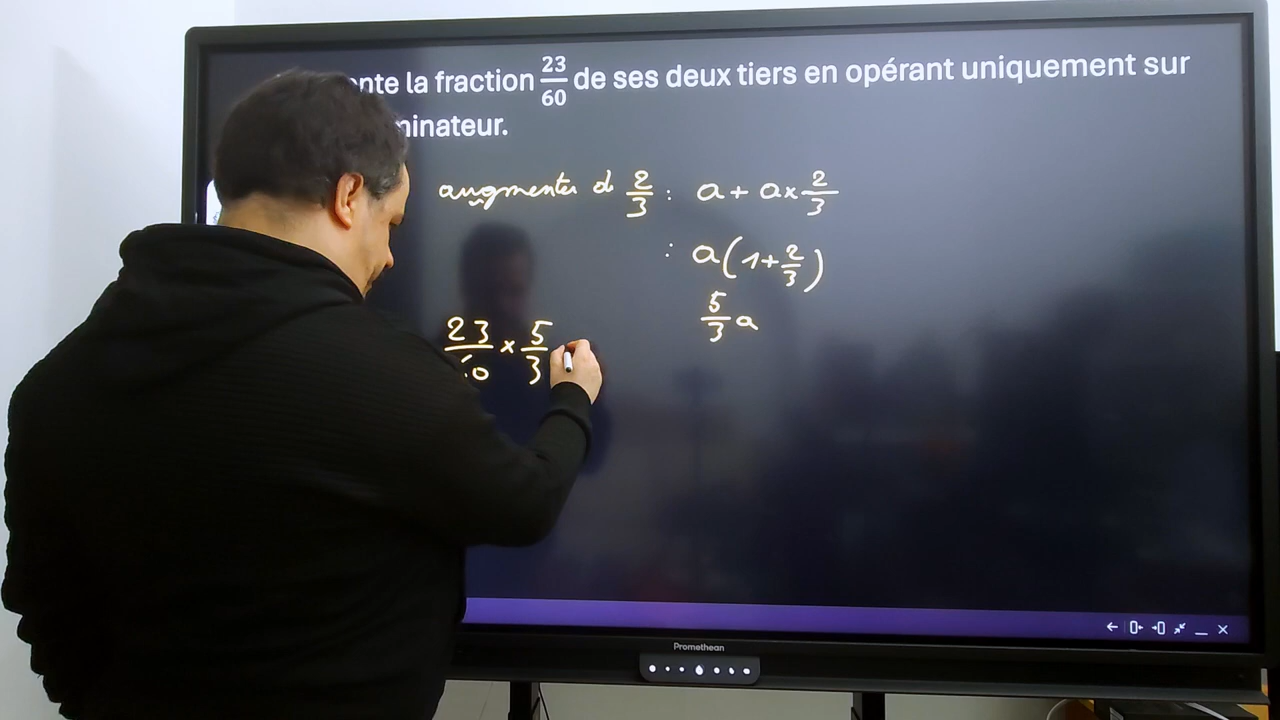 nte la fraction 23/60 de ses deux tiers en opérant uniquement sur
minateur.
augmenter de 2/3 : a + a x 2/3
: a(1+2/3)
5/3 a
23/60 x 5/3
Promethean